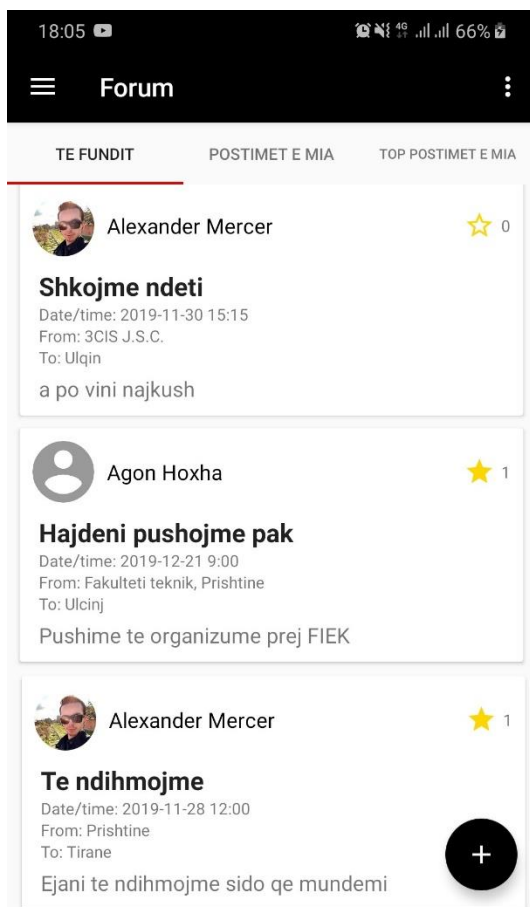 18:05
4G 66%
Forum
TE FUNDIT POSTIMET E MIA TOP POSTIMET E MIA
Alexander Mercer 0
Shkojme ndeti
Date/time: 2019-11-30 15:15
From: 3CIS J.S.C.
To: Ulqin
a po vini najkush
Agon Hoxha 1
Hajdeni pushojme pak
Date/time: 2019-12-21 9:00
From: Fakulteti teknik, Prishtine
To: Ulcinj
Pushime te organizume prej FIEK
Alexander Mercer 1
Te ndihmojme
Date/time: 2019-11-28 12:00
From: Prishtine
To: Tirane
Ejani te ndihmojme sido qe mundemi